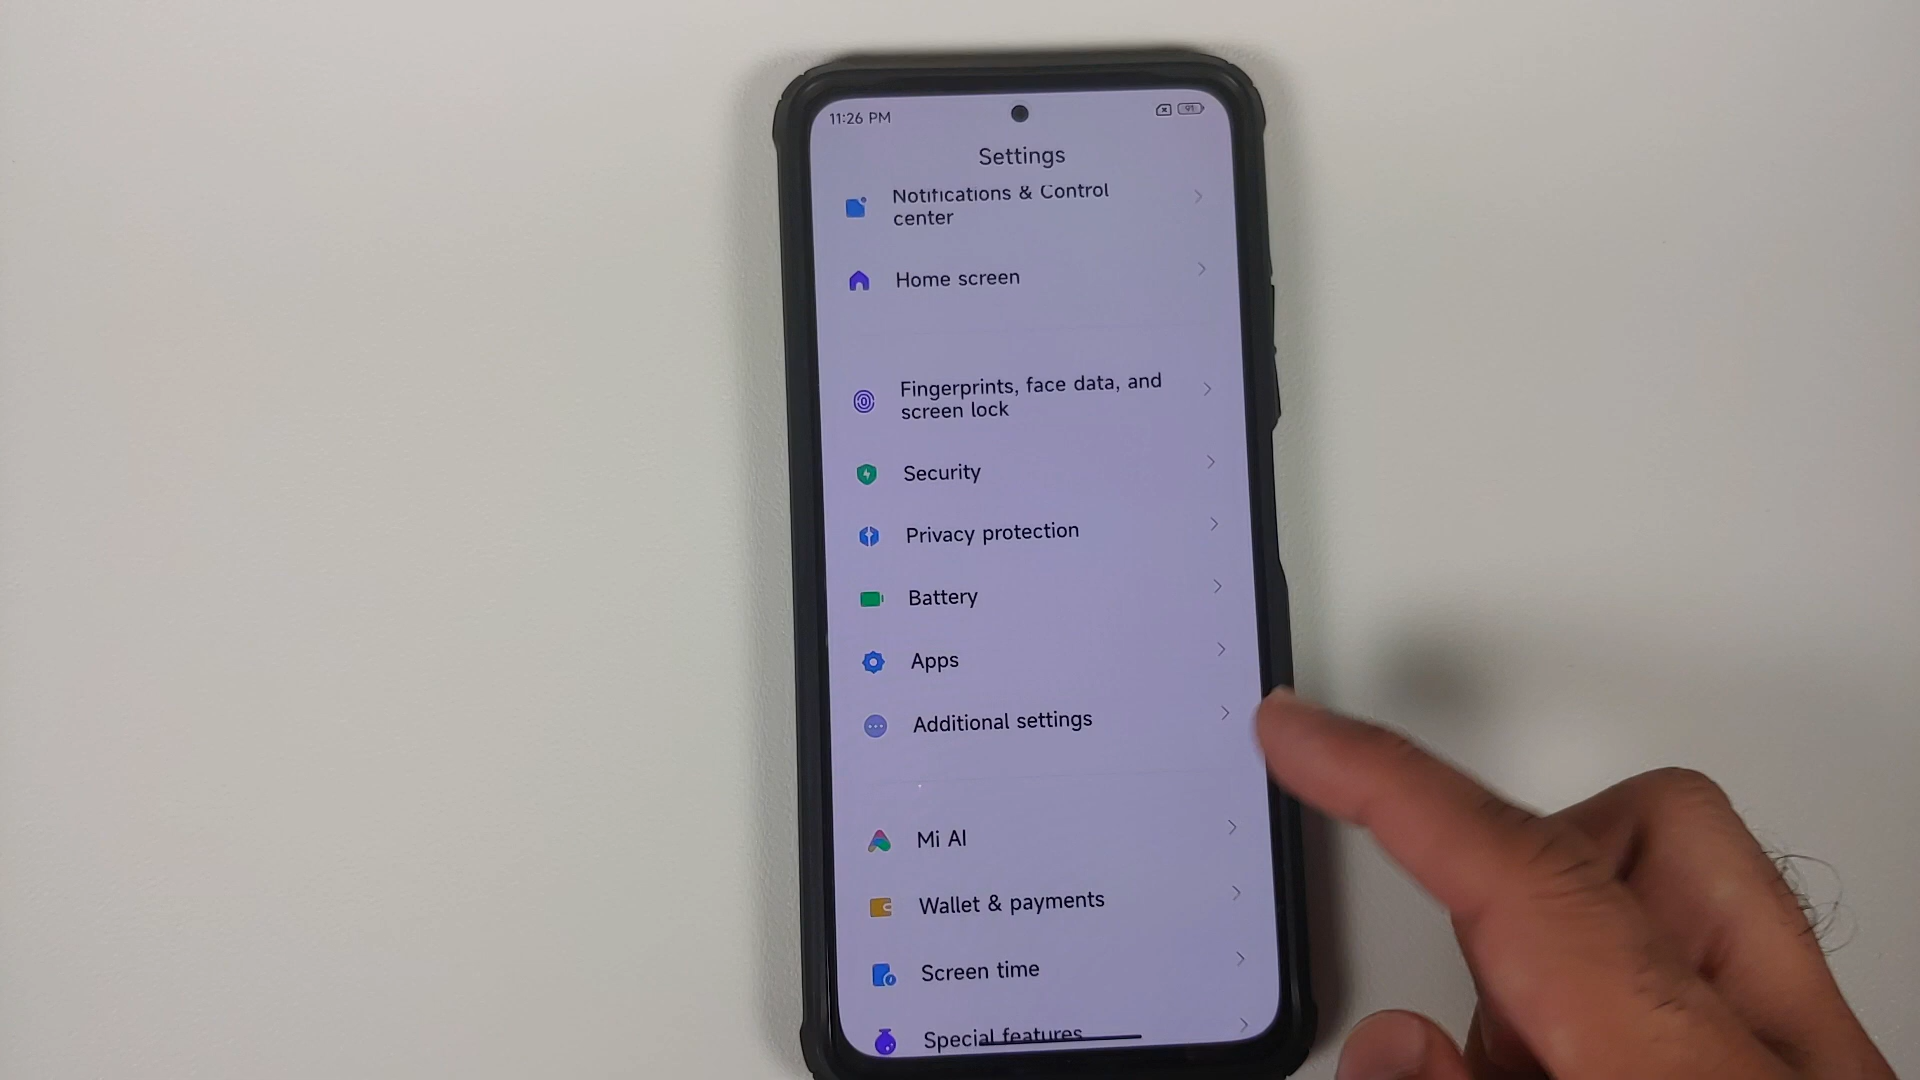 11:26 PM
91
Settings
Notifications & Control
center
Home screen
Fingerprints, face data, and
screen lock
Security
Privacy protection
Battery
Apps
Additional settings
Mi AI
Wallet & payments
Screen time
Special features